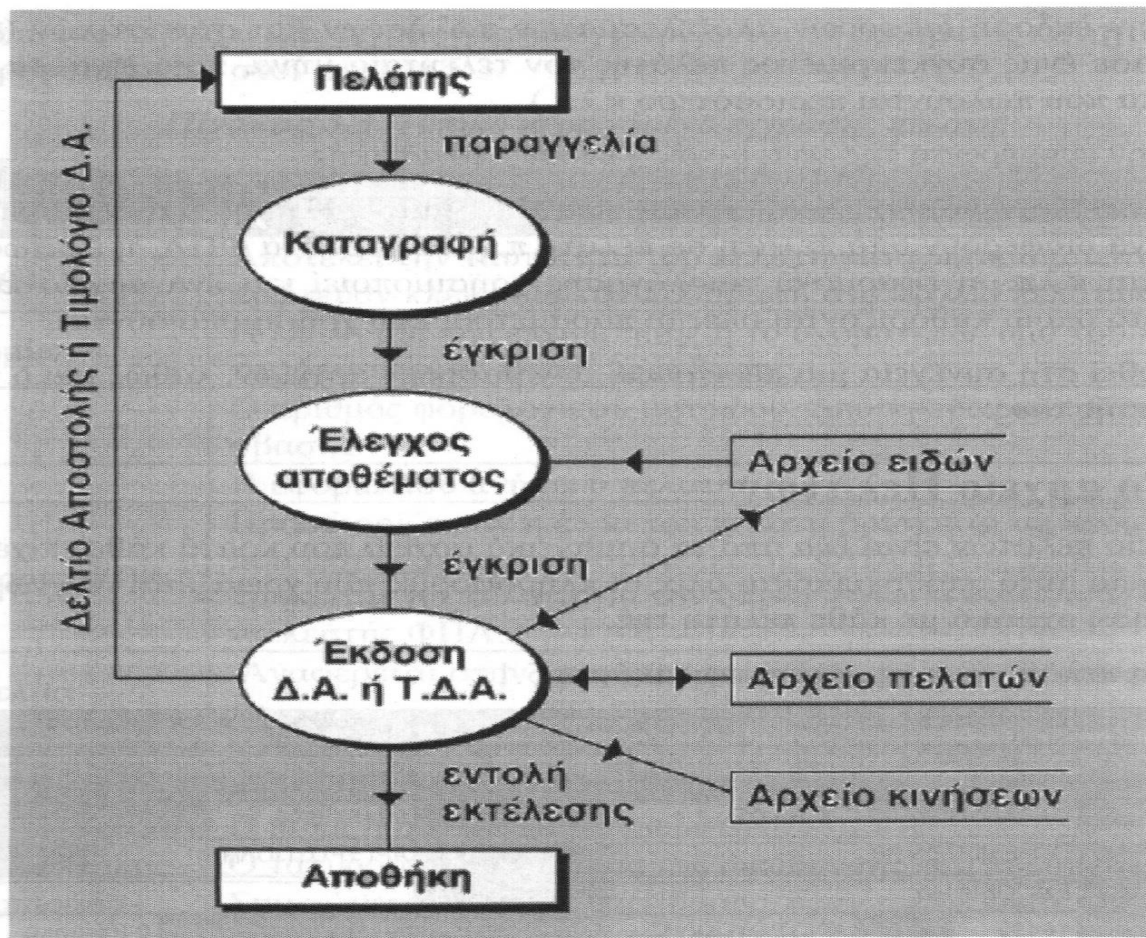 Πελάτης
παραγγελία
Καταγραφή
έγκριση
Έλεγχος
αποθέματος
Αρχείο ειδών
έγκριση
Έκδοση
Δ.Α. ή Τ.Δ.Α.
Αρχείο πελατών
εντολή
εκτέλεσης
Αρχείο κινήσεων
Αποθήκη
Δελτίο Αποστολής ή Τιμολόγιο Δ.Α.